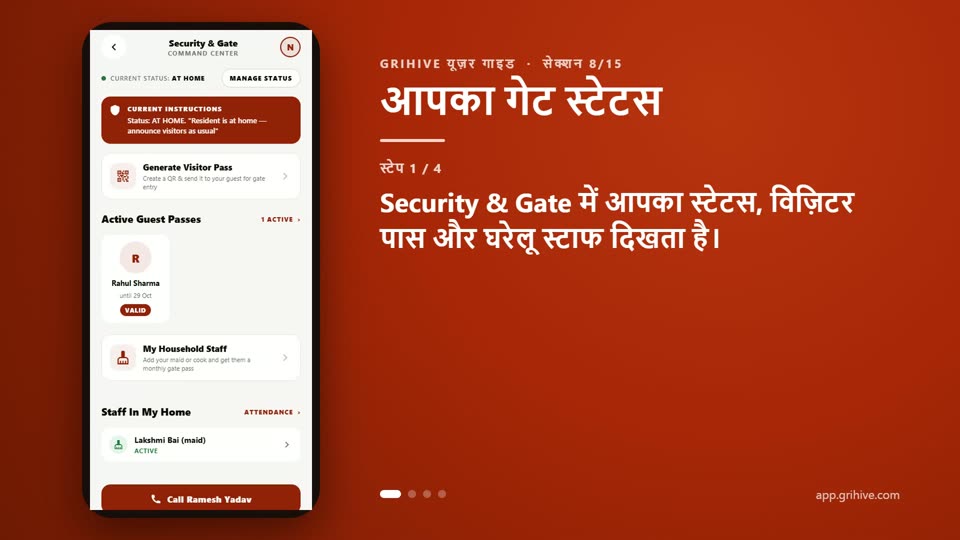 Security & Gate
COMMAND CENTER
N
CURRENT STATUS: AT HOME
MANAGE STATUS
CURRENT INSTRUCTIONS
Status: AT HOME. "Resident is at home —
announce visitors as usual"
Generate Visitor Pass
Create a QR & send it to your guest for gate
entry
Active Guest Passes
1 ACTIVE ›
R
Rahul Sharma
until 29 Oct
VALID
My Household Staff
Add your maid or cook and get them a
monthly gate pass
Staff In My Home
ATTENDANCE ›
Lakshmi Bai (maid)
ACTIVE
Call Ramesh Yadav
GRIHIVE यूज़र गाइड · सेक्शन 8/15
आपका गेट स्टेटस
स्टेप 1 / 4
Security & Gate में आपका स्टेटस, विज़िटर
पास और घरेलू स्टाफ दिखता है।
app.grihive.com